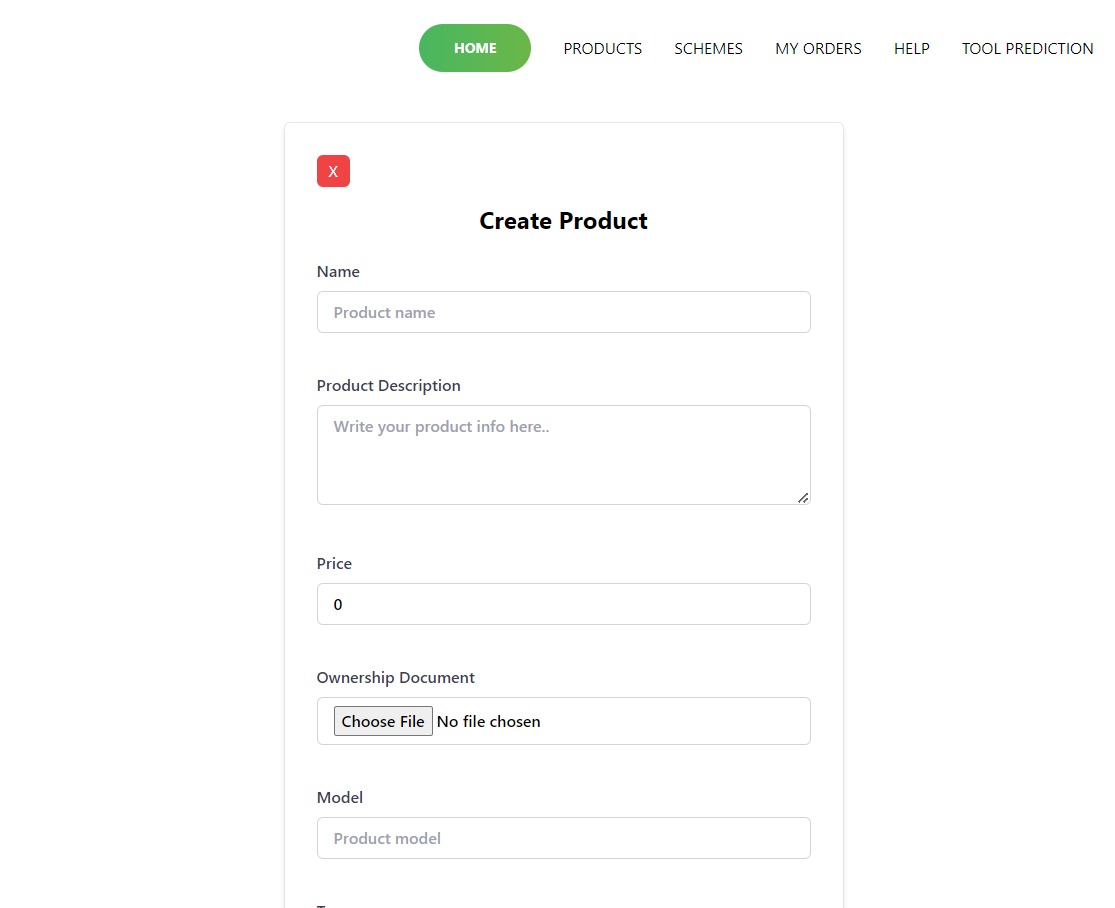 HOME PRODUCTS SCHEMES MY ORDERS HELP TOOL PREDICTION
X
Create Product
Name
Product name
Product Description
Write your product info here..
Price
0
Ownership Document
Choose File No file chosen
Model
Product model